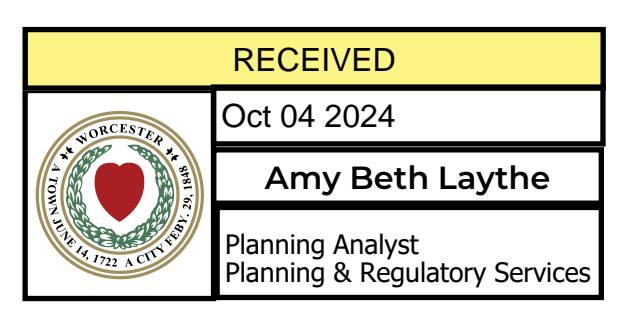 RECEIVED
Oct 04 2024
WORCESTER
A TOWN JUNE 14, 1722 A CITY FEBY. 29, 1848
Amy Beth Laythe
Planning Analyst
Planning & Regulatory Services